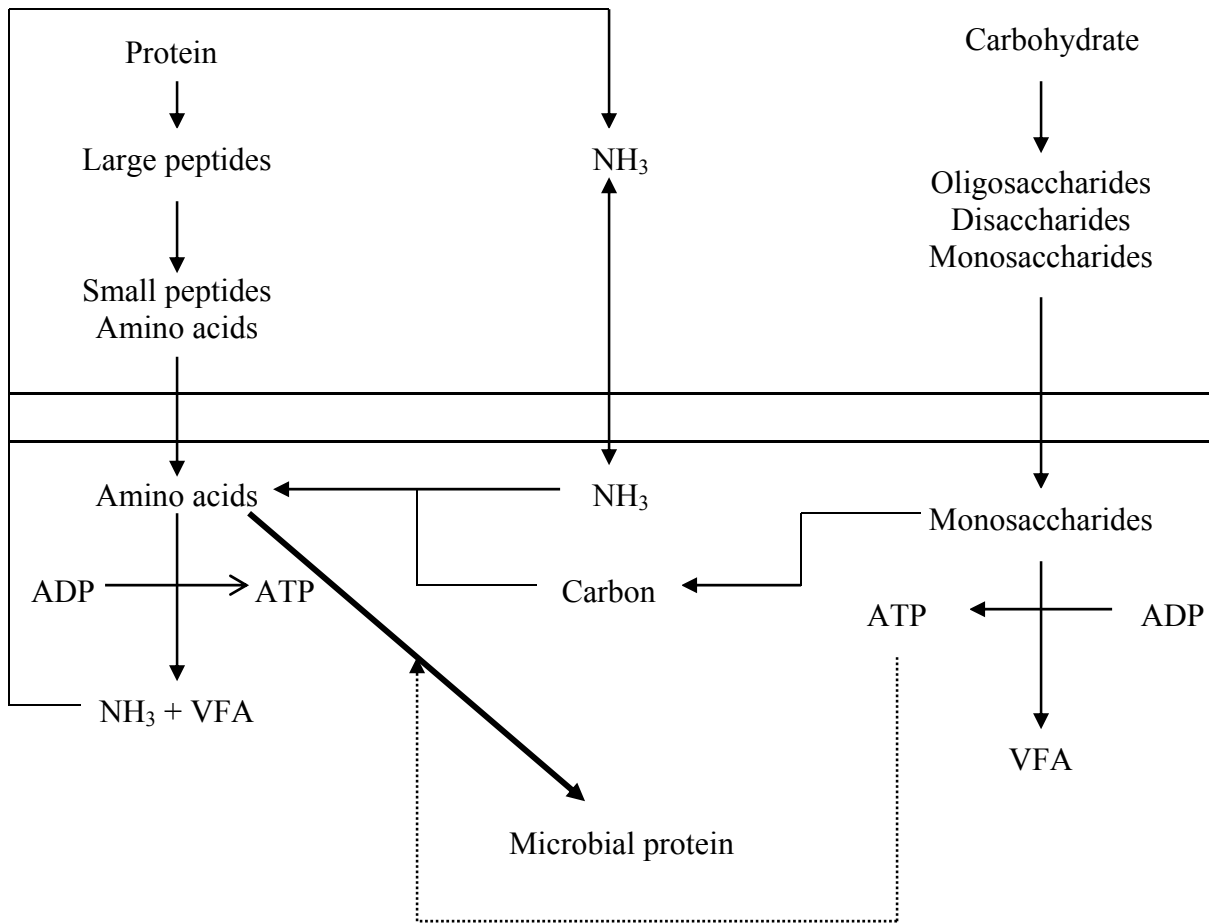 Protein
Carbohydrate
Large peptides
NH₃
Oligosaccharides
Disaccharides
Monosaccharides
Small peptides
Amino acids
Amino acids
NH₃
Monosaccharides
ADP
ATP
Carbon
ATP
ADP
NH₃ + VFA
VFA
Microbial protein